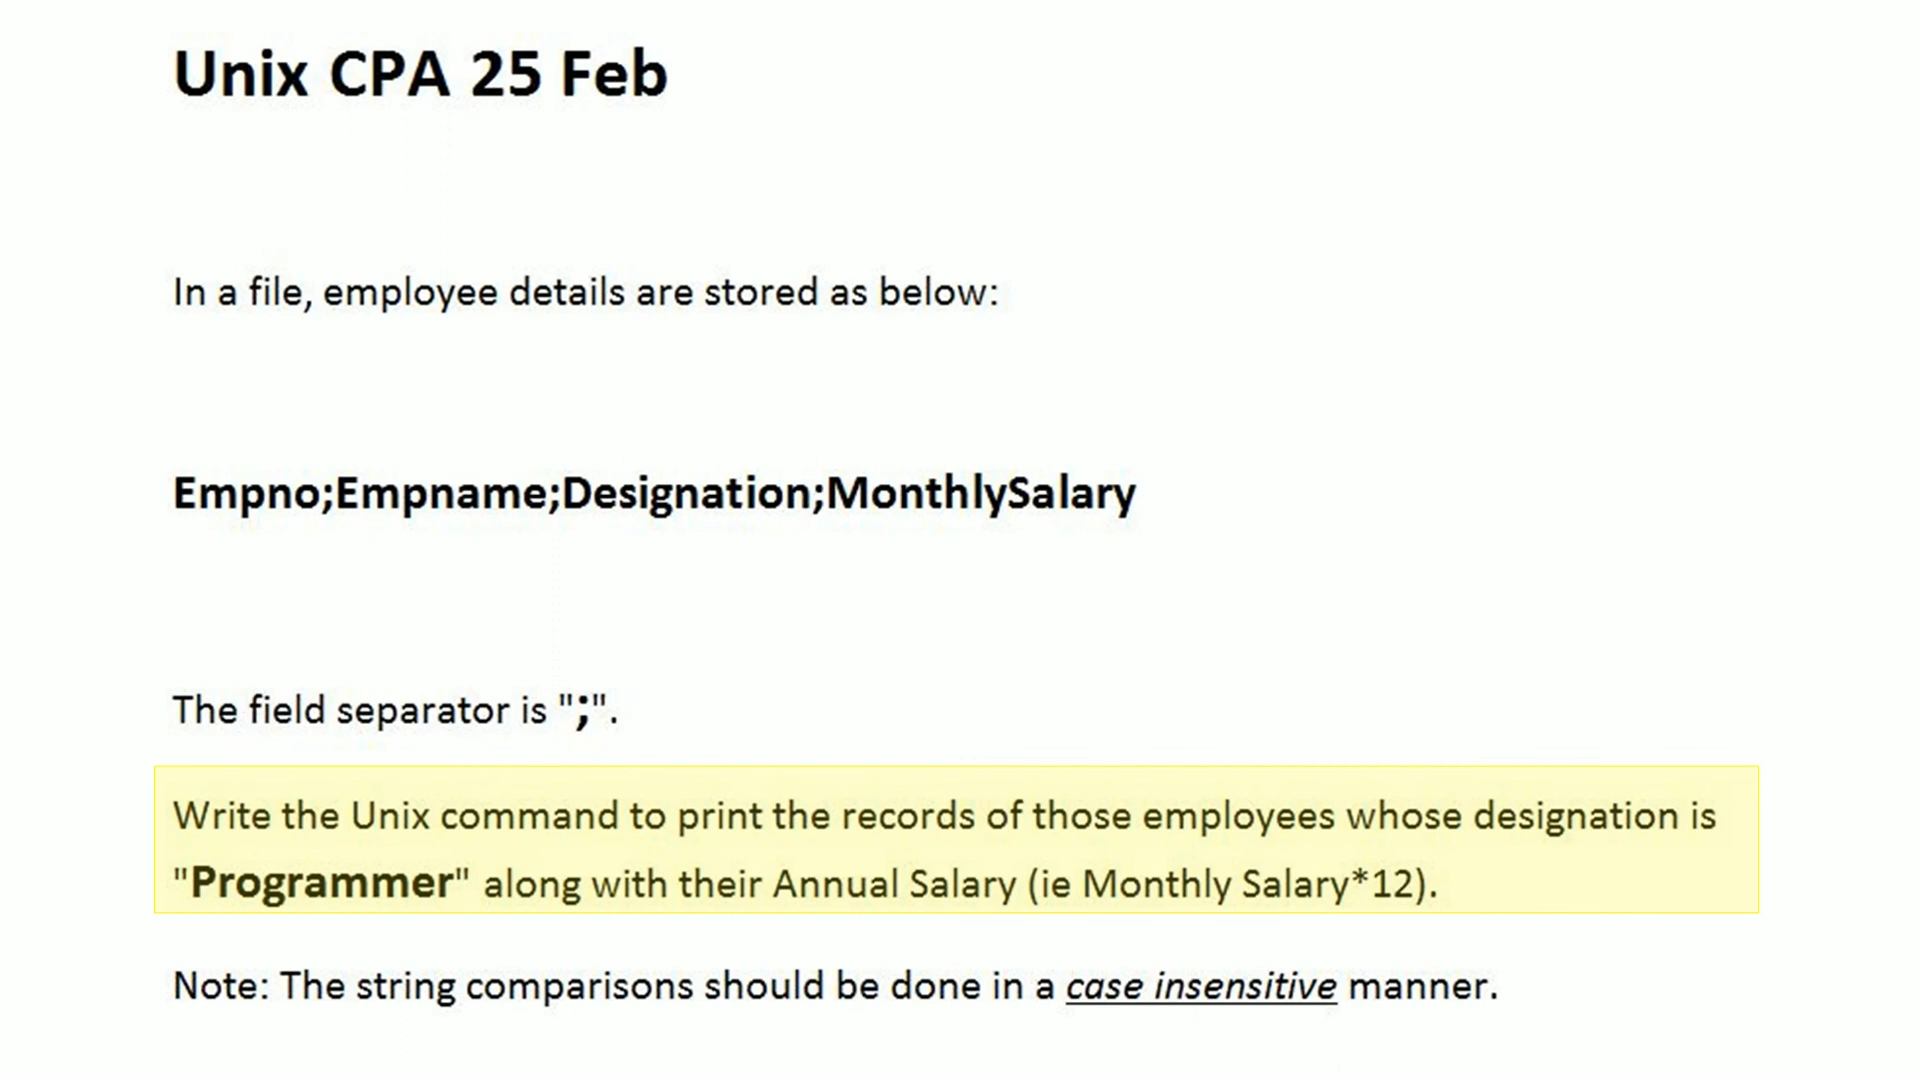 Unix CPA 25 Feb
In a file, employee details are stored as below:
Empno;Empname;Designation;MonthlySalary
The field separator is ";".
Write the Unix command to print the records of those employees whose designation is
"Programmer" along with their Annual Salary (ie Monthly Salary*12).
Note: The string comparisons should be done in a case insensitive manner.